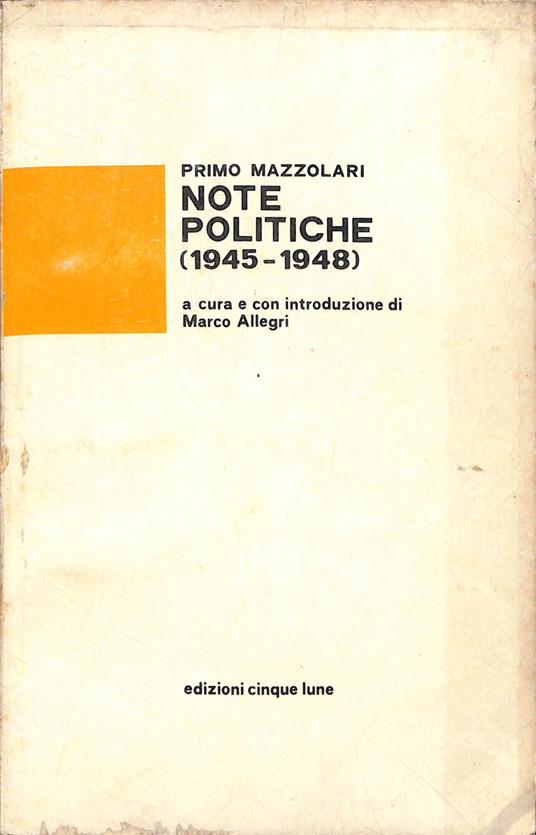 PRIMO MAZZOLARI
NOTE
POLITICHE
(1945-1948)
a cura e con introduzione di
Marco Allegri
edizioni cinque lune